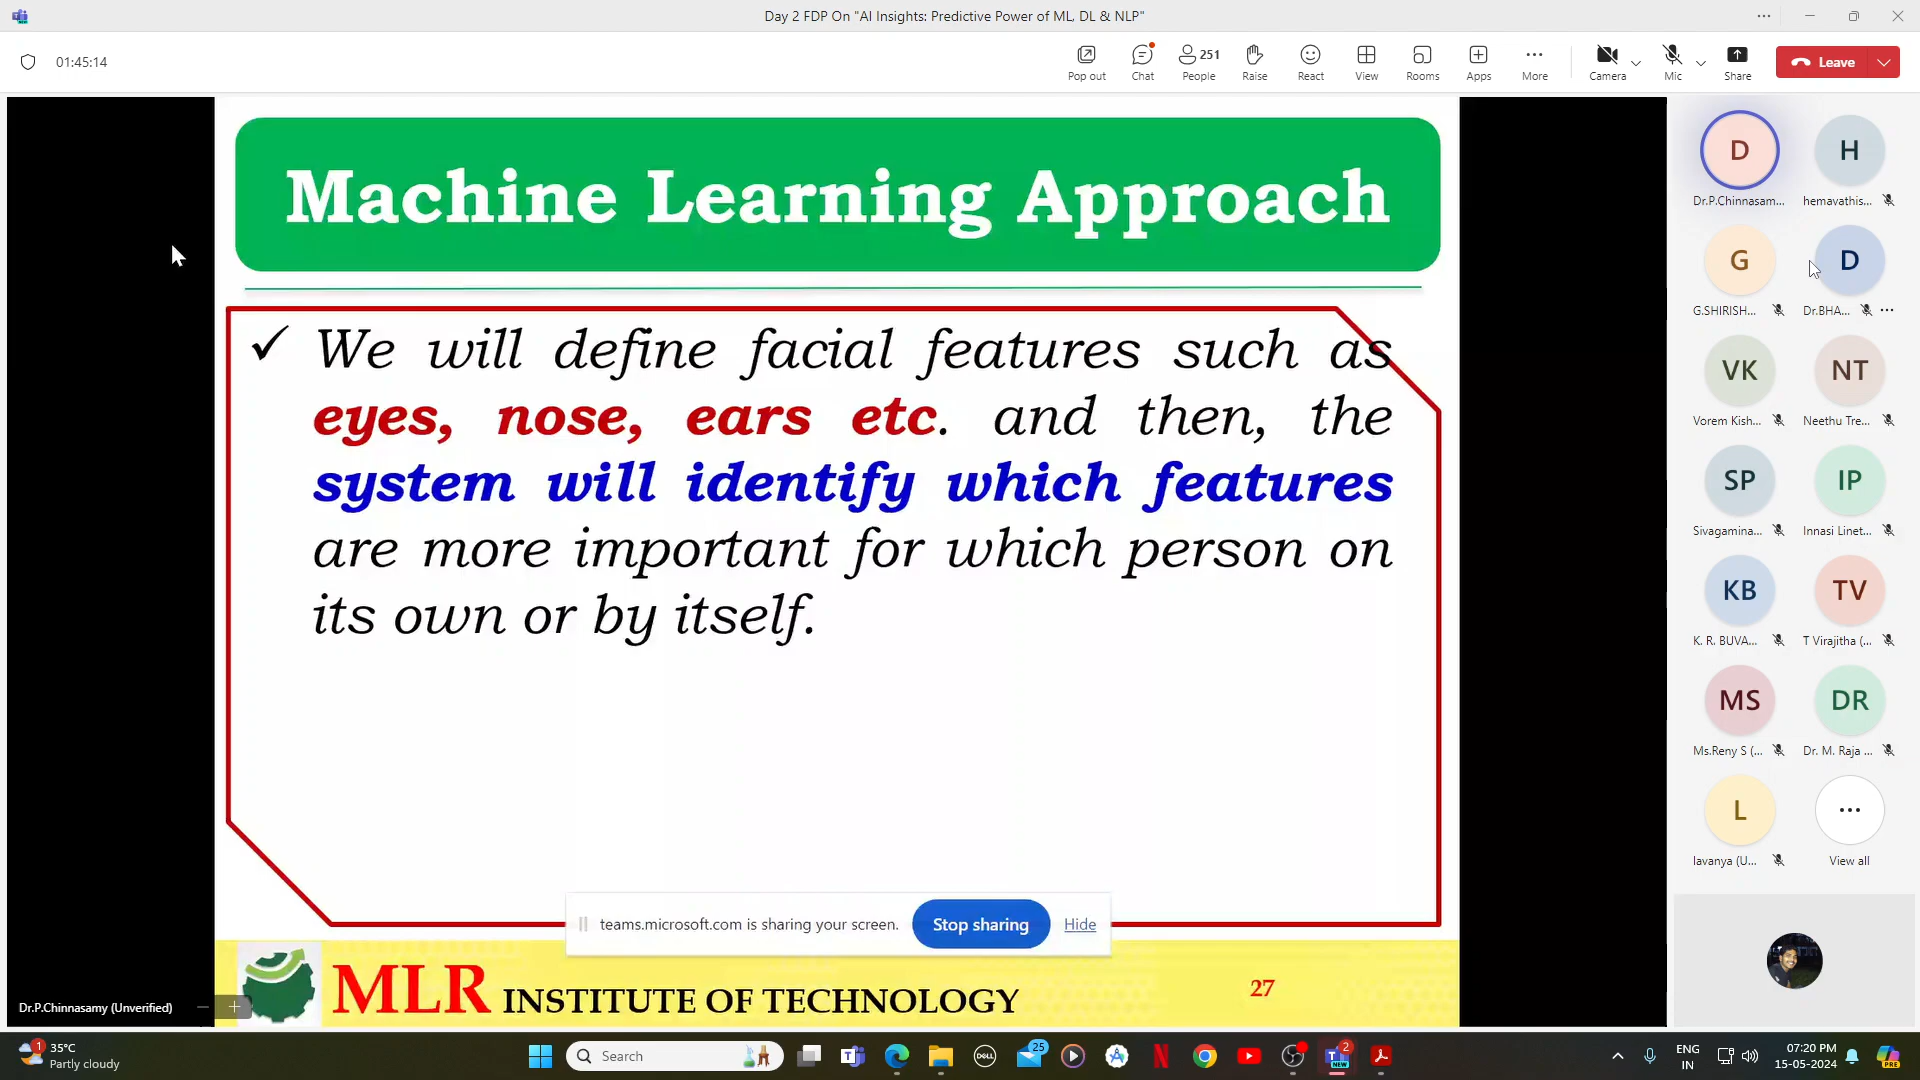 Day 2 FDP On "AI Insights: Predictive Power of ML, DL & NLP"
01:45:14
Pop out
Chat
251
People
Raise
React
View
Rooms
Apps
More
Camera
Mic
Share
Leave
Machine Learning Approach
✓ We will define facial features such as
eyes, nose, ears etc. and then, the
system will identify which features
are more important for which person on
its own or by itself.
teams.microsoft.com is sharing your screen.
Stop sharing
Hide
MLR INSTITUTE OF TECHNOLOGY
27
Dr.P.Chinnasamy (Unverified)
D
H
Dr.P.Chinnasam...
hemavathis...
G
D
G.SHIRISH...
Dr.BHA...
VK
NT
Vorem Kish...
Neethu Tre...
SP
IP
Sivagamina...
Innasi Linet...
KB
TV
K. R. BUVA...
T Virajitha (...
MS
DR
Ms.Reny S (...
Dr. M. Raja ...
L
lavanya (U...
View all
1
35°C
Partly cloudy
Search
DELL
25
2
NEW
ENG
IN
07:20 PM
15-05-2024
PRE